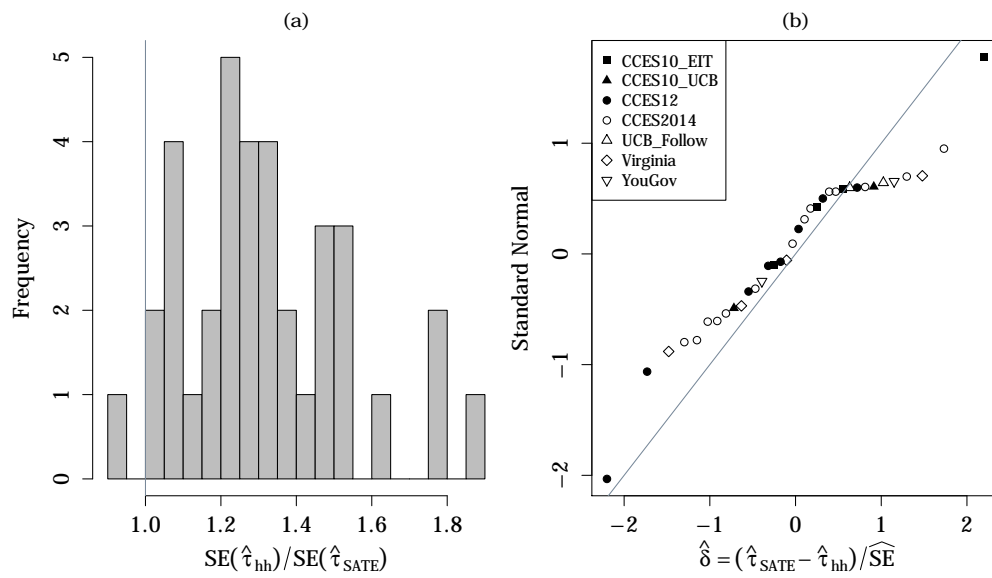 (a)
Frequency
0
1
2
3
4
5
1.0 1.2 1.4 1.6 1.8
SE(τ̂hh)/SE(τ̂SATE)
(b)
CCES10_EIT
CCES10_UCB
CCES12
CCES2014
UCB_Follow
Virginia
YouGov
Standard Normal
−2
−1
0
1
−2 −1 0 1 2
δ̂ = (τ̂SATE − τ̂hh)/ŜE